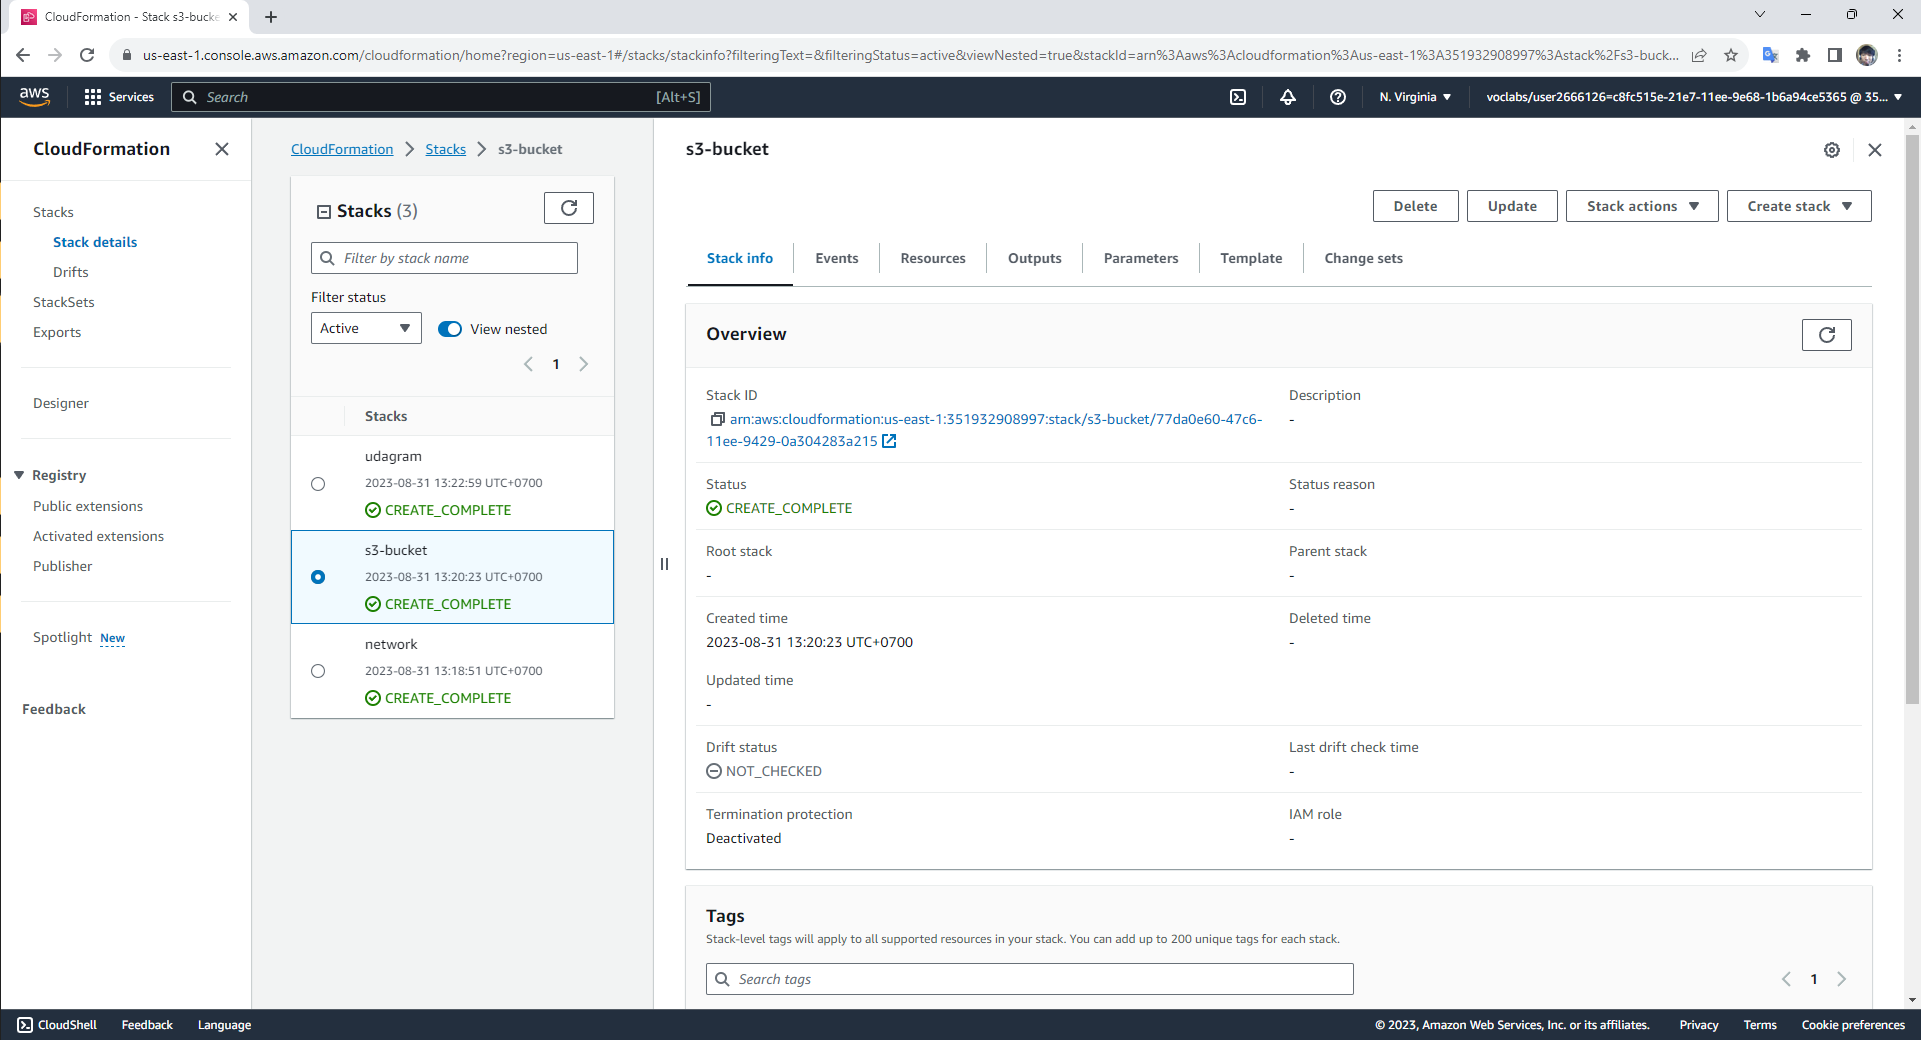 CloudFormation - Stack s3-bucke
us-east-1.console.aws.amazon.com/cloudformation/home?region=us-east-1#/stacks/stackinfo?filteringText=&filteringStatus=active&viewNested=true&stackId=arn%3Aaws%3Acloudformation%3Aus-east-1%3A351932908997%3Astack%2Fs3-buck...
aws
Services
Search
[Alt+S]
N. Virginia
voclabs/user2666126=c8fc515e-21e7-11ee-9e68-1b6a94ce5365 @ 35...
CloudFormation
Stacks
Stack details
Drifts
StackSets
Exports
Designer
Registry
Public extensions
Activated extensions
Publisher
Spotlight New
Feedback
CloudFormation
Stacks
s3-bucket
Stacks (3)
Filter by stack name
Filter status
Active
View nested
1
Stacks
udagram
2023-08-31 13:22:59 UTC+0700
CREATE_COMPLETE
s3-bucket
2023-08-31 13:20:23 UTC+0700
CREATE_COMPLETE
network
2023-08-31 13:18:51 UTC+0700
CREATE_COMPLETE
s3-bucket
Delete
Update
Stack actions
Create stack
Stack info
Events
Resources
Outputs
Parameters
Template
Change sets
Overview
Stack ID
arn:aws:cloudformation:us-east-1:351932908997:stack/s3-bucket/77da0e60-47c6-
11ee-9429-0a304283a215
Description
-
Status
CREATE_COMPLETE
Status reason
-
Root stack
-
Parent stack
-
Created time
2023-08-31 13:20:23 UTC+0700
Deleted time
-
Updated time
-
Drift status
NOT_CHECKED
Last drift check time
-
Termination protection
Deactivated
IAM role
-
Tags
Stack-level tags will apply to all supported resources in your stack. You can add up to 200 unique tags for each stack.
Search tags
1
CloudShell
Feedback
Language
© 2023, Amazon Web Services, Inc. or its affiliates.
Privacy
Terms
Cookie preferences